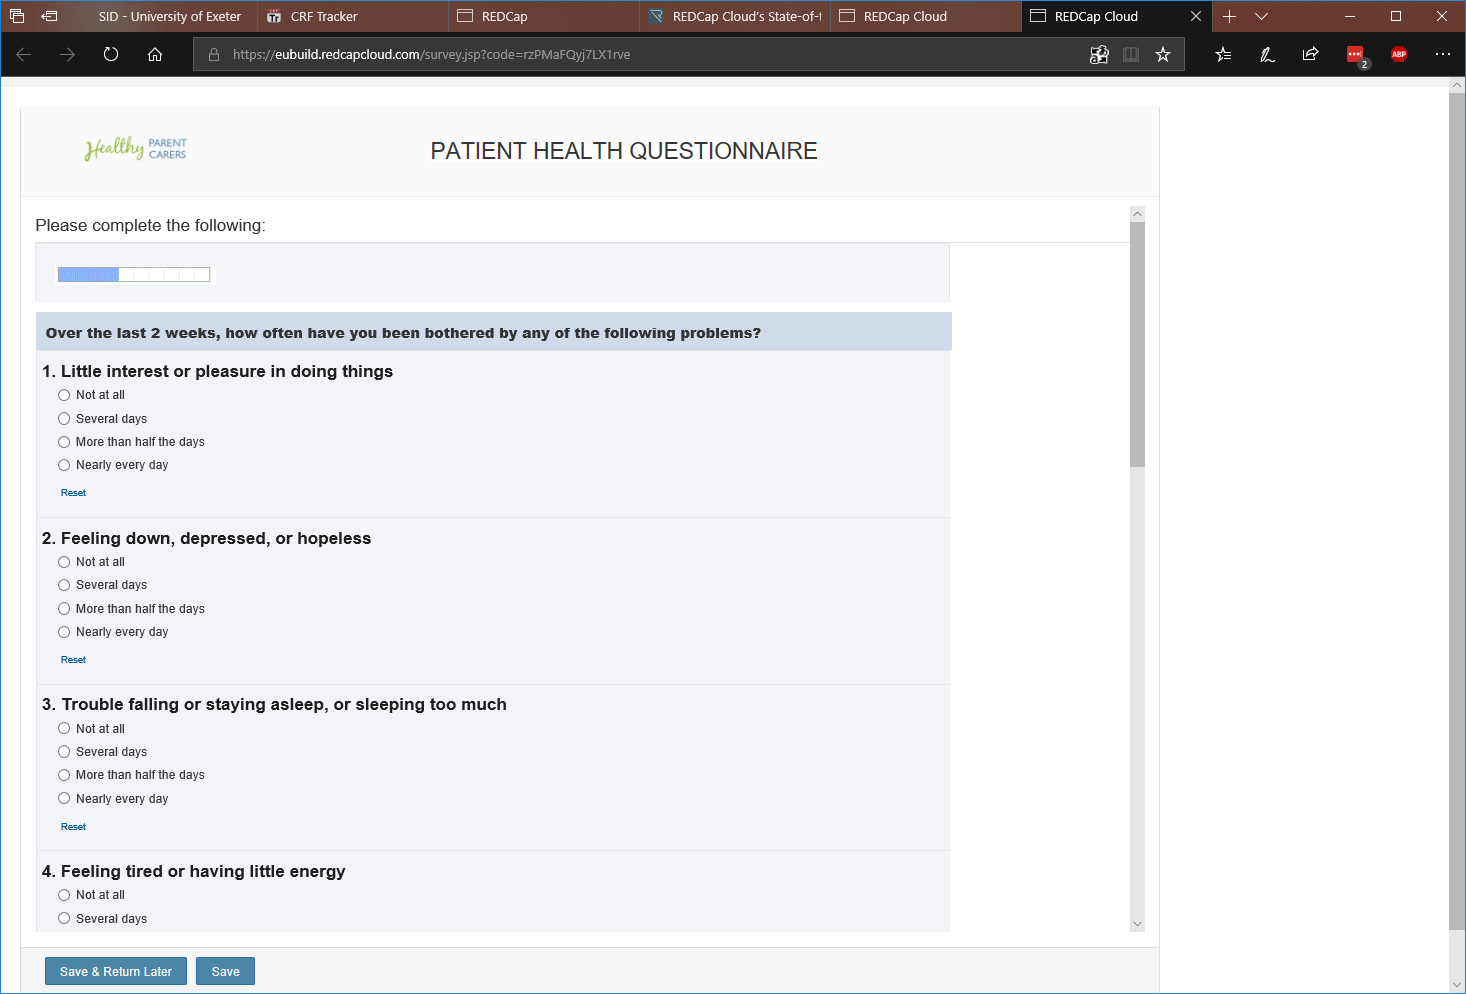 SID - University of Exeter
CRF Tracker
REDCap
REDCap Cloud's State-of-t
REDCap Cloud
REDCap Cloud
https://eubuild.redcapcloud.com/survey.jsp?code=rzPMaFQyj7LX1rve
2
ABP
Healthy PARENT CARERS
PATIENT HEALTH QUESTIONNAIRE
Please complete the following:
Over the last 2 weeks, how often have you been bothered by any of the following problems?
1. Little interest or pleasure in doing things
Not at all
Several days
More than half the days
Nearly every day
Reset
2. Feeling down, depressed, or hopeless
Not at all
Several days
More than half the days
Nearly every day
Reset
3. Trouble falling or staying asleep, or sleeping too much
Not at all
Several days
More than half the days
Nearly every day
Reset
4. Feeling tired or having little energy
Not at all
Several days
Save & Return Later
Save